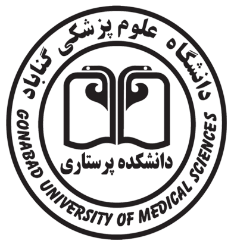 دانشگاه علوم پزشکی گناباد
دانشکده پرستاری
GONABAD UNIVERSITY OF MEDICAL SCIENCES